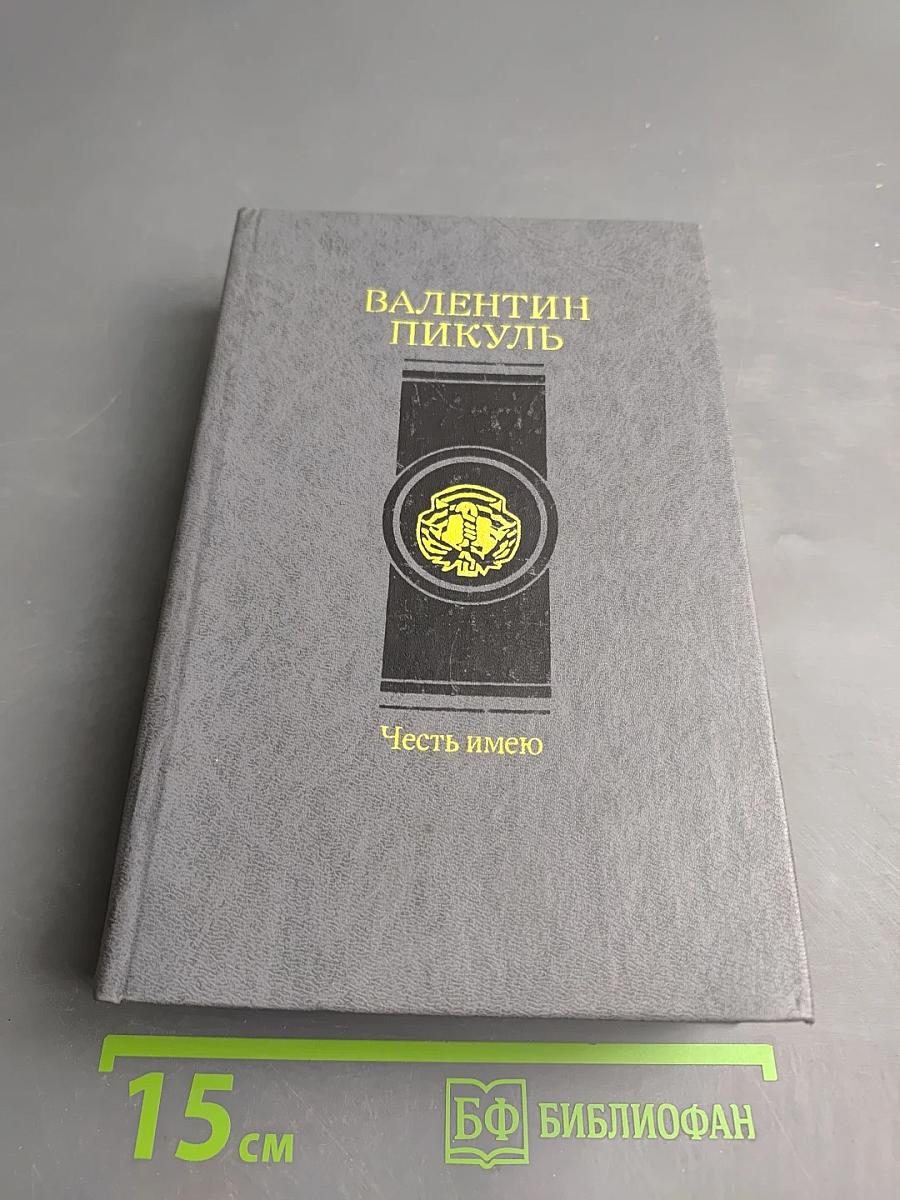 ВАЛЕНТИН
ПИКУЛЬ
Честь имею
15 см
БФ БИБЛИОФАН